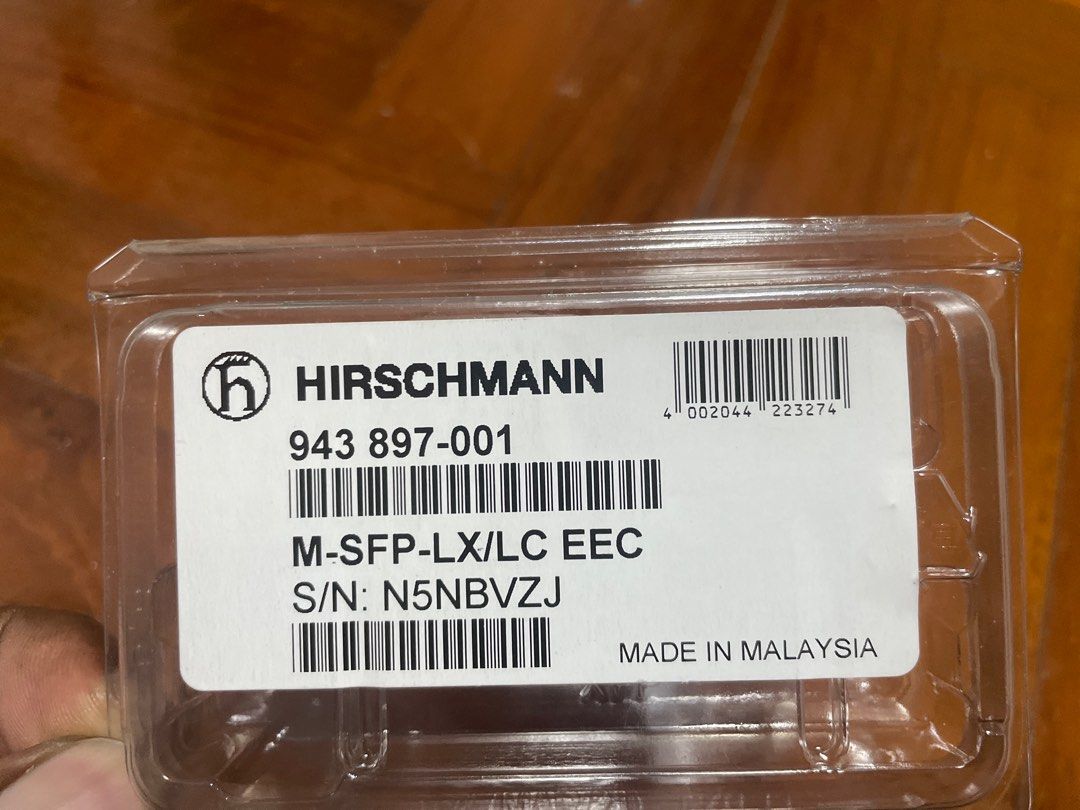 HIRSCHMANN
4 002044 223274
943 897-001
M-SFP-LX/LC EEC
S/N: N5NBVZJ
MADE IN MALAYSIA